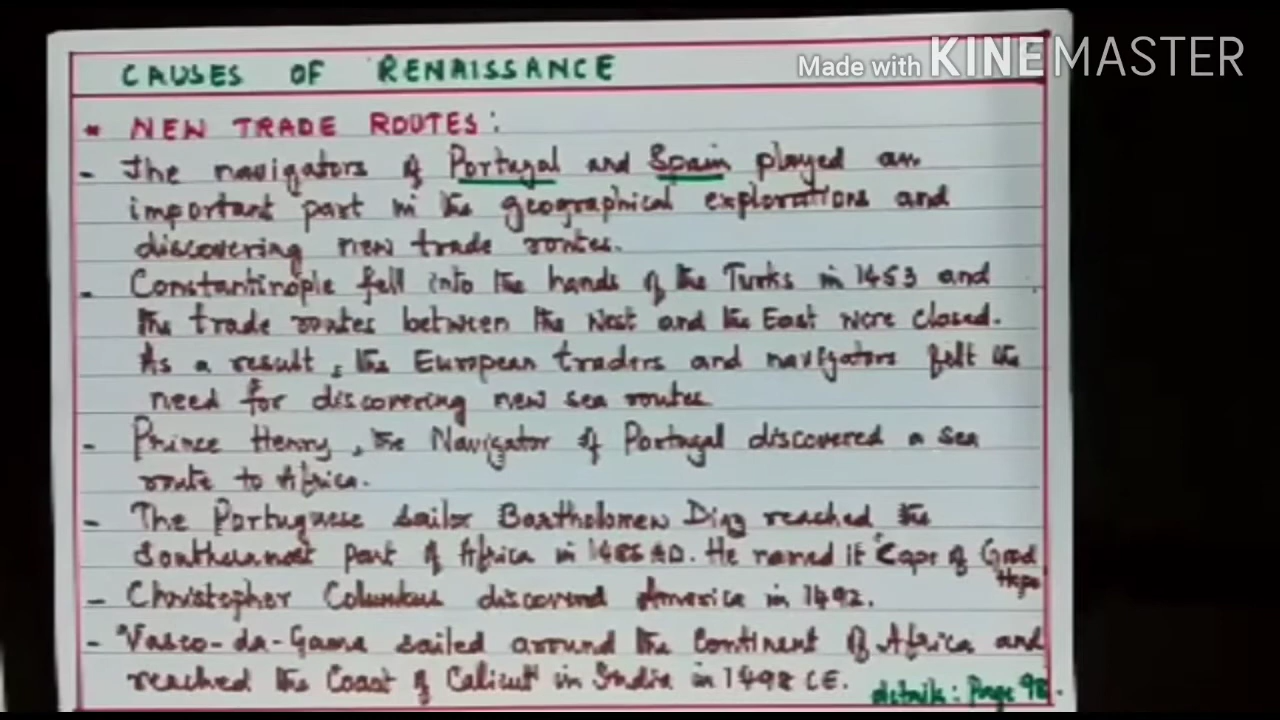 Made with KINEMASTER
CAUSES OF RENAISSANCE
* NEW TRADE ROUTES:
- The navigators of Portugal and Spain played an
important part in the geographical explorations and
discovering new trade routes.
- Constantinople fell into the hands of the Turks in 1453 and
the trade routes between the West and the East were closed.
As a result, the European traders and navigators felt the
need for discovering new sea routes
- Prince Henry, the Navigator of Portugal discovered a sea
route to Africa.
- The Portuguese sailor Bartholomew Diaz reached the
Southernmost part of Africa in AD. He named it "Cape of Good
Hope
- Christopher Columbus discovered America in 1492.
- Vasco-da-Gama sailed around the Continent of Africa and
reached the Coast of Calicut in India in 1498 CE.
details: Page 98.